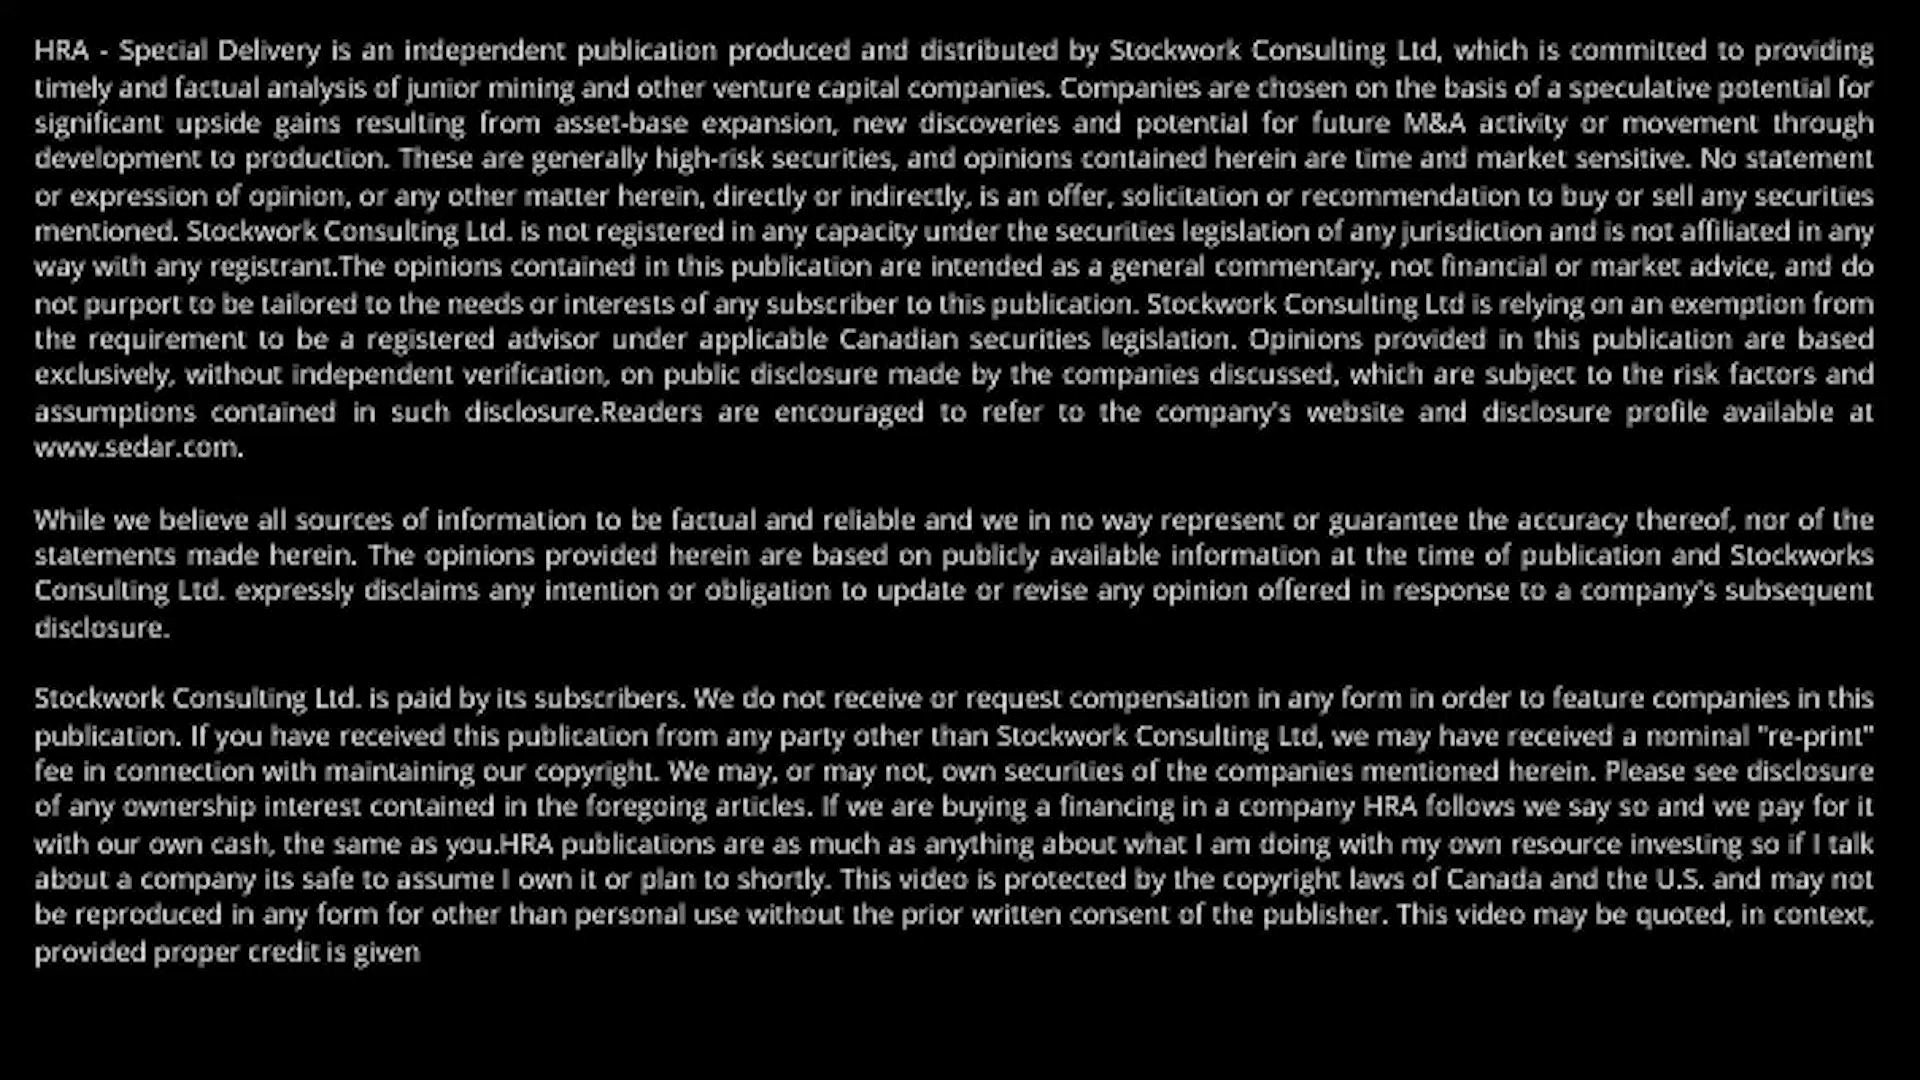 HRA - Special Delivery is an independent publication produced and distributed by Stockwork Consulting Ltd, which is committed to providing
timely and factual analysis of junior mining and other venture capital companies. Companies are chosen on the basis of a speculative potential for
significant upside gains resulting from asset-base expansion, new discoveries and potential for future M&A activity or movement through
development to production. These are generally high-risk securities, and opinions contained herein are time and market sensitive. No statement
or expression of opinion, or any other matter herein, directly or indirectly, is an offer, solicitation or recommendation to buy or sell any securities
mentioned. Stockwork Consulting Ltd. is not registered in any capacity under the securities legislation of any jurisdiction and is not affiliated in any
way with any registrant.The opinions contained in this publication are intended as a general commentary, not financial or market advice, and do
not purport to be tailored to the needs or interests of any subscriber to this publication. Stockwork Consulting Ltd is relying on an exemption from
the requirement to be a registered advisor under applicable Canadian securities legislation. Opinions provided in this publication are based
exclusively, without independent verification, on public disclosure made by the companies discussed, which are subject to the risk factors and
assumptions contained in such disclosure.Readers are encouraged to refer to the company's website and disclosure profile available at
www.sedar.com.
While we believe all sources of information to be factual and reliable and we in no way represent or guarantee the accuracy thereof, nor of the
statements made herein. The opinions provided herein are based on publicly available information at the time of publication and Stockworks
Consulting Ltd. expressly disclaims any intention or obligation to update or revise any opinion offered in response to a company's subsequent
disclosure.
Stockwork Consulting Ltd. is paid by its subscribers. We do not receive or request compensation in any form in order to feature companies in this
publication. If you have received this publication from any party other than Stockwork Consulting Ltd, we may have received a nominal "re-print"
fee in connection with maintaining our copyright. We may, or may not, own securities of the companies mentioned herein. Please see disclosure
of any ownership interest contained in the foregoing articles. If we are buying a financing in a company HRA follows we say so and we pay for it
with our own cash, the same as you.HRA publications are as much as anything about what I am doing with my own resource investing so if I talk
about a company its safe to assume I own it or plan to shortly. This video is protected by the copyright laws of Canada and the U.S. and may not
be reproduced in any form for other than personal use without the prior written consent of the publisher. This video may be quoted, in context,
provided proper credit is given